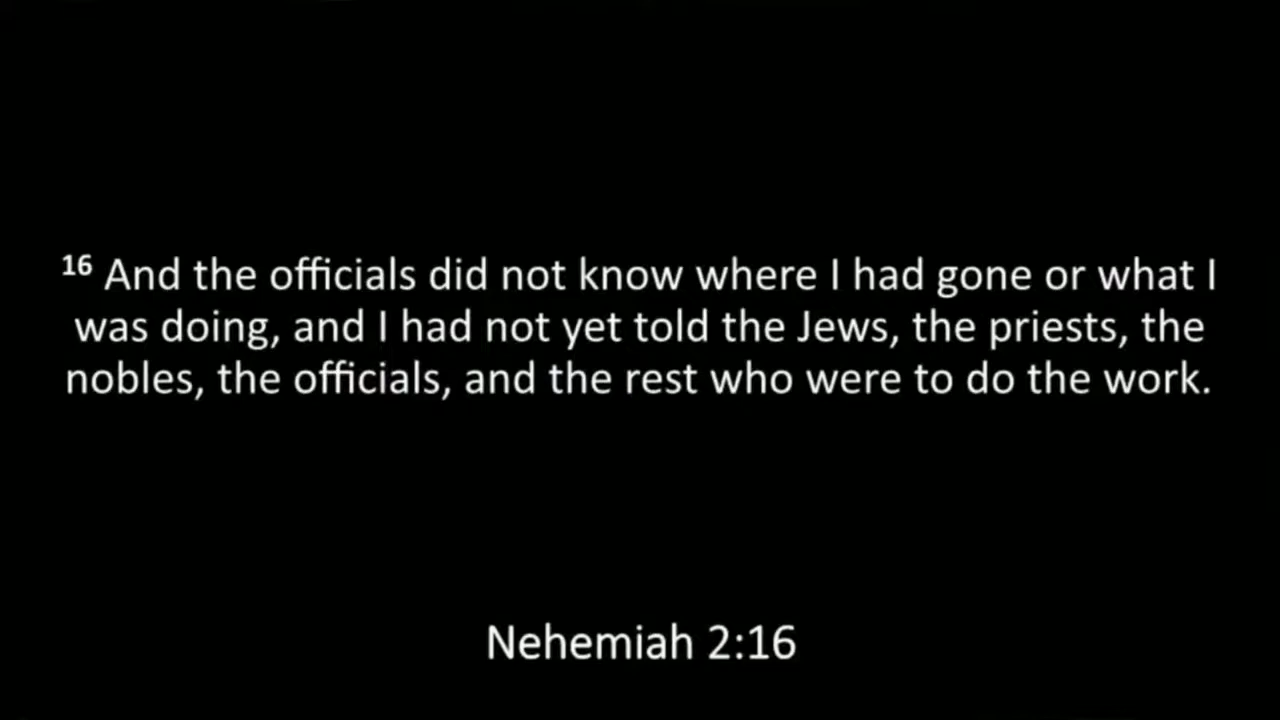 16 And the officials did not know where I had gone or what I
was doing, and I had not yet told the Jews, the priests, the
nobles, the officials, and the rest who were to do the work.
Nehemiah 2:16